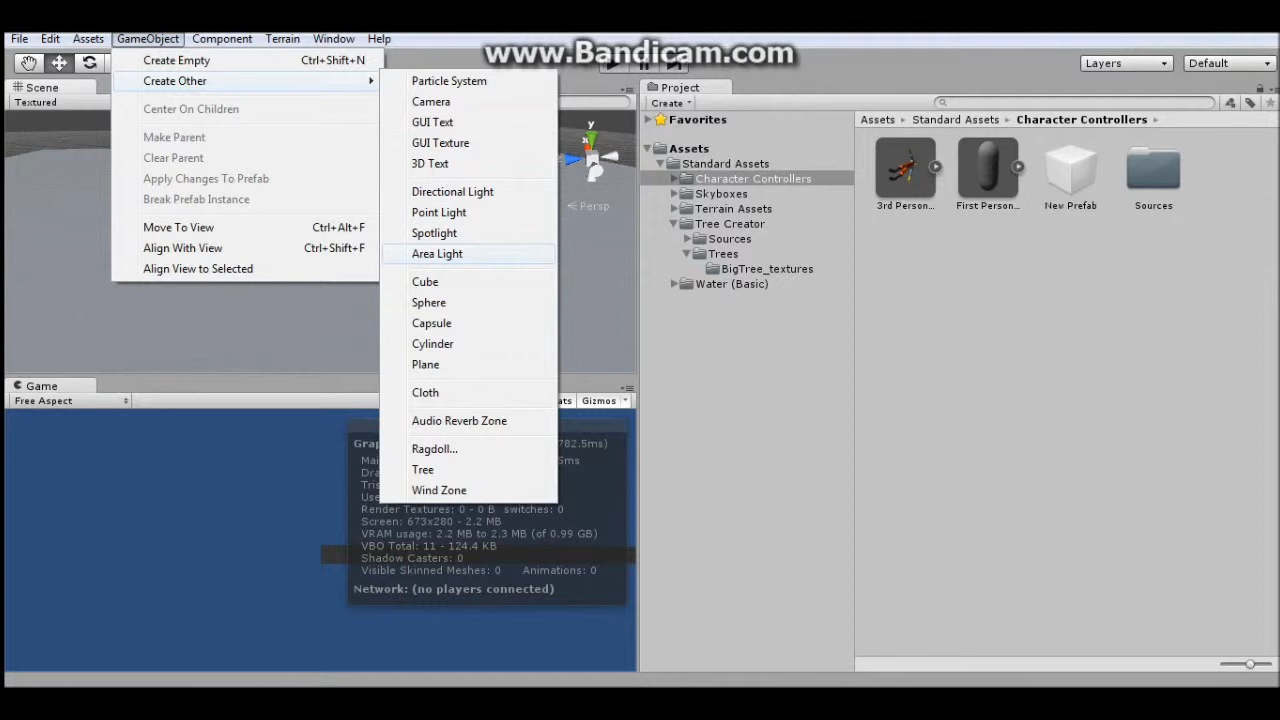 File Edit Assets GameObject Component Terrain Window Help
www.Bandicam.com
Layers
Default
Scene
Textured
Create Empty Ctrl+Shift+N
Create Other
Center On Children
Make Parent
Clear Parent
Apply Changes To Prefab
Break Prefab Instance
Move To View Ctrl+Alt+F
Align With View Ctrl+Shift+F
Align View to Selected
Particle System
Camera
GUI Text
GUI Texture
3D Text
Directional Light
Point Light
Spotlight
Area Light
Cube
Sphere
Capsule
Cylinder
Plane
Cloth
Audio Reverb Zone
Ragdoll...
Tree
Wind Zone
y
x
Persp
Project
Create
Favorites
Assets
Standard Assets
Character Controllers
Skyboxes
Terrain Assets
Tree Creator
Sources
Trees
BigTree_textures
Water (Basic)
Assets Standard Assets Character Controllers
3rd Person...
First Person...
New Prefab
Sources
Game
Free Aspect
Gizmos
782.5ms)
Render Textures: 0 - 0 B switches: 0
Screen: 673x280 - 2.2 MB
VRAM usage: 2.2 MB to 2.3 MB (of 0.99 GB)
VBO Total: 11 - 124.4 KB
Shadow Casters: 0
Visible Skinned Meshes: 0 Animations: 0
Network: (no players connected)